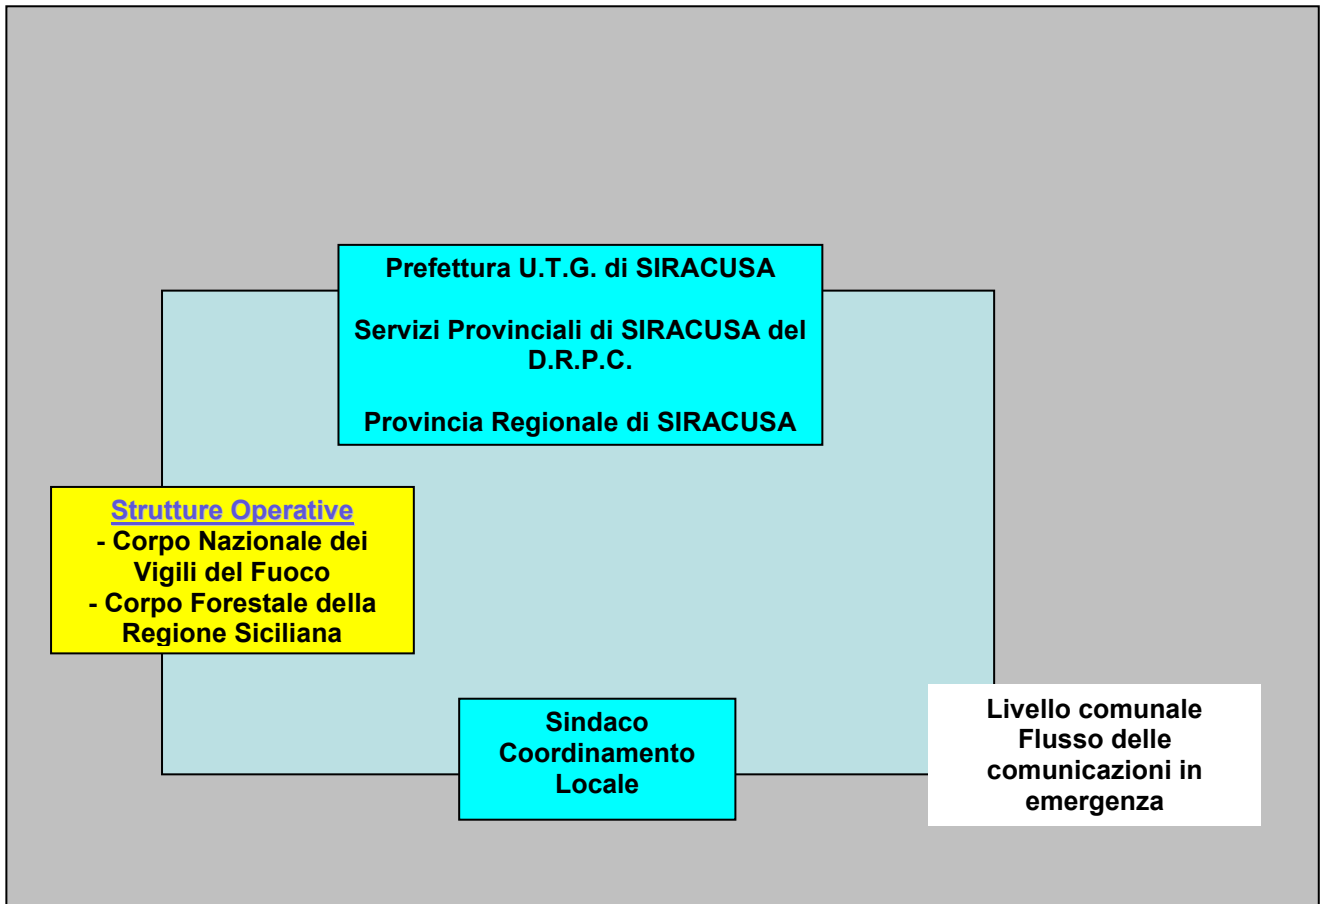 Prefettura U.T.G. di SIRACUSA
Servizi Provinciali di SIRACUSA del
D.R.P.C.
Provincia Regionale di SIRACUSA
Strutture Operative
- Corpo Nazionale dei
Vigili del Fuoco
- Corpo Forestale della
Regione Siciliana
Sindaco
Coordinamento
Locale
Livello comunale
Flusso delle
comunicazioni in
emergenza